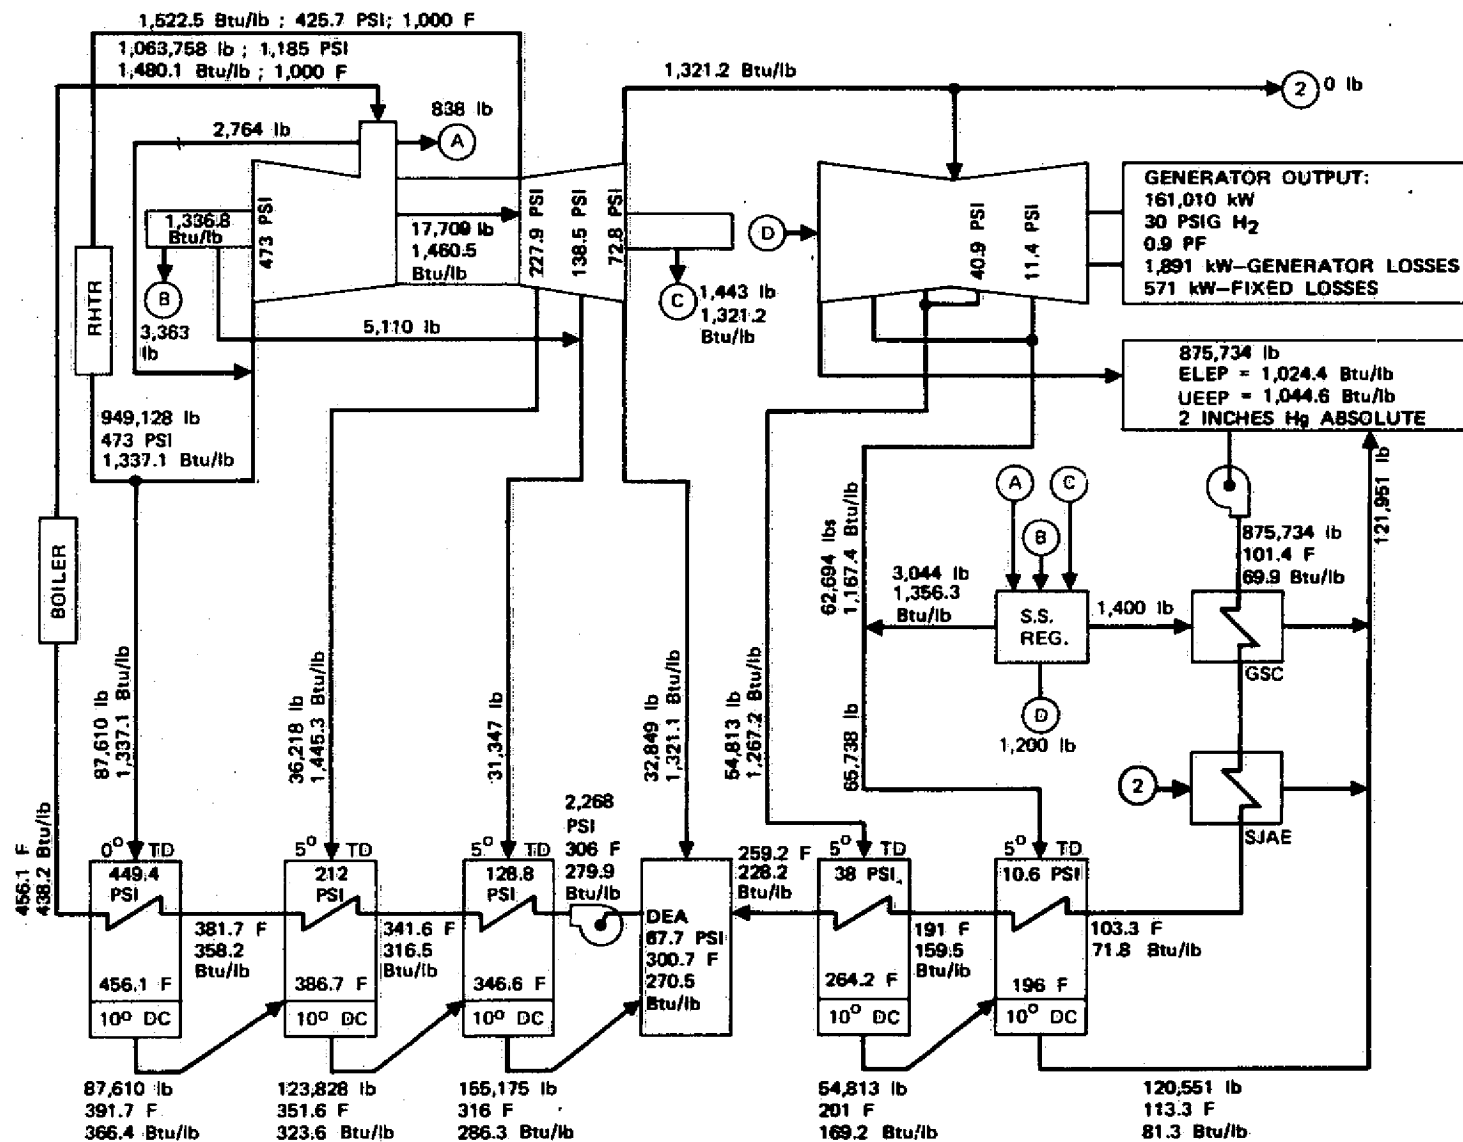 1,522.5 Btu/lb ; 425.7 PSI; 1,000 F
1,063,758 lb ; 1,185 PSI
1,480.1 Btu/lb ; 1,000 F
2,764 lb
838 lb
A
1,321.2 Btu/lb
2
0 lb
1,336.8
Btu/lb
473 PSI
17,709 lb
1,460.5
Btu/lb
227.9 PSI
138.5 PSI
72.8 PSI
D
40.9 PSI
11.4 PSI
GENERATOR OUTPUT:
161,010 kW
30 PSIG H2
0.9 PF
1,891 kW-GENERATOR LOSSES
571 kW-FIXED LOSSES
RHTR
B
3,363
lb
5,110 lb
C
1,443 lb
1,321.2
Btu/lb
875,734 lb
ELEP = 1,024.4 Btu/lb
UEEP = 1,044.6 Btu/lb
2 INCHES Hg ABSOLUTE
949,128 lb
473 PSI
1,337.1 Btu/lb
BOILER
A
B
C
875,734 lb
101.4 F
69.9 Btu/lb
121,951 lb
3,044 lb
1,356.3
Btu/lb
S.S.
REG.
1,400 lb
GSC
D
1,200 lb
2
SJAE
87,610 lb
1,337.1 Btu/lb
36,218 lb
1,445.3 Btu/lb
31,347 lb
32,849 lb
1,321.1 Btu/lb
54,813 lb
1,267.2 Btu/lb
62,694 lbs
1,167.4 Btu/lb
65,738 lb
456.1 F
438.2 Btu/lb
0° TD
449.4
PSI
456.1 F
10° DC
381.7 F
358.2
Btu/lb
5° TD
212
PSI
386.7 F
10° DC
341.6 F
316.5
Btu/lb
5° TD
128.8
PSI
346.6 F
10° DC
2,268
PSI
306 F
279.9
Btu/lb
DEA
67.7 PSI
300.7 F
270.5
Btu/lb
259.2 F
228.2
Btu/lb
5° TD
38 PSI
264.2 F
10° DC
191 F
159.5
Btu/lb
5° TD
10.6 PSI
196 F
10° DC
103.3 F
71.8 Btu/lb
87,610 lb
391.7 F
366.4 Btu/lb
123,828 lb
351.6 F
323.6 Btu/lb
155,175 lb
316 F
286.3 Btu/lb
54,813 lb
201 F
169.2 Btu/lb
120,551 lb
113.3 F
81.3 Btu/lb